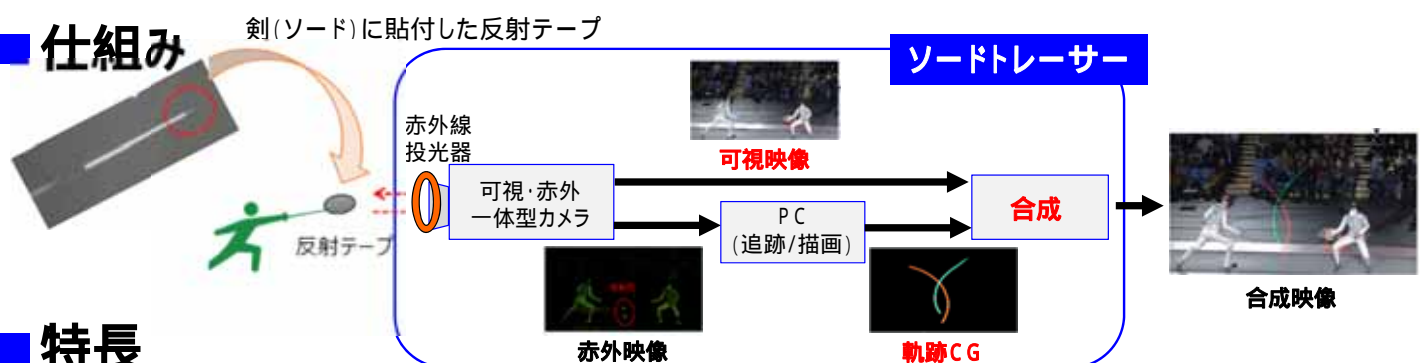 仕組み
剣(ソード)に貼付した反射テープ
ソードトレーサー
赤外線
投光器
可視映像
可視･赤外
一体型カメラ
合成
PC
(追跡/描画)
反射テープ
合成映像
赤外映像
軌跡CG
特長